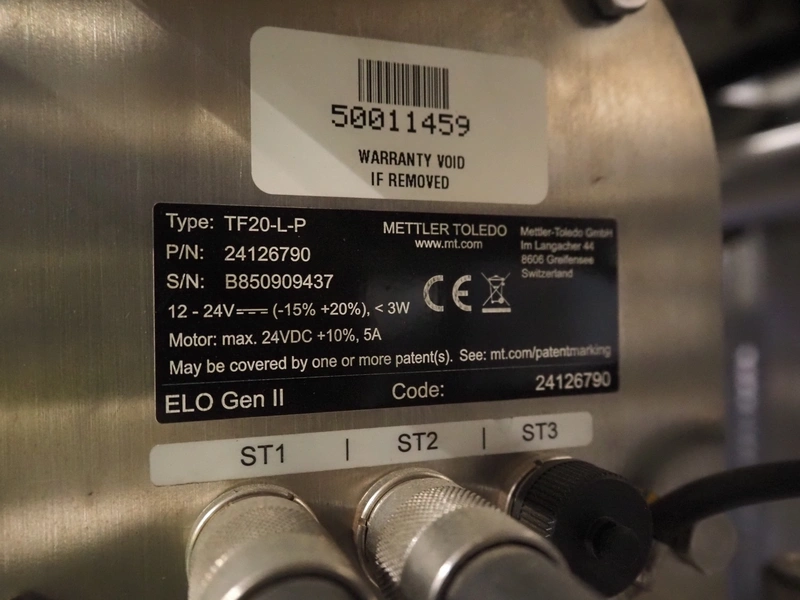 50011459
WARRANTY VOID
IF REMOVED
Type: TF20-L-P
P/N: 24126790
S/N: B850909437
METTLER TOLEDO
www.mt.com
Mettler-Toledo GmbH
Im Langacher 44
8606 Greifensee
Switzerland
CE
12 - 24V⎓ (-15% +20%), < 3W
Motor: max. 24VDC +10%, 5A
May be covered by one or more patent(s). See: mt.com/patentmarking
ELO Gen II Code: 24126790
ST1 | ST2 | ST3